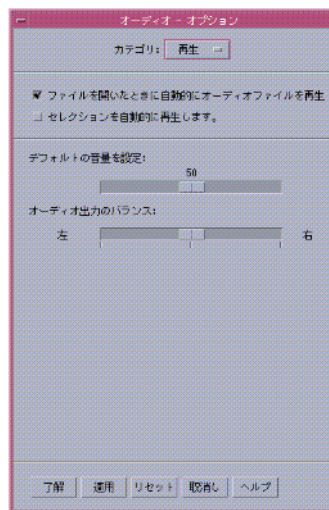 オーディオ - オプション
カテゴリ: 再生
ファイルを開いたときに自動的にオーディオファイルを再生
セレクションを自動的に再生します。
デフォルトの音量を設定:
50
オーディオ出力のバランス:
左 右
了解 適用 リセット 取消し ヘルプ